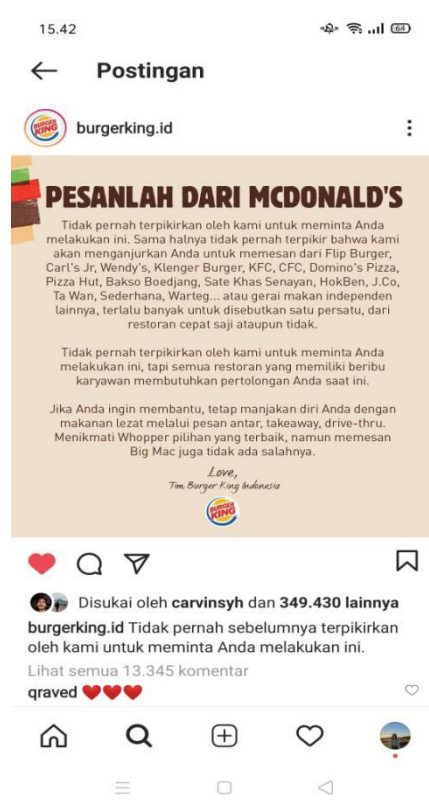 15.42
64
Postingan
BURGER KING
burgerking.id
PESANLAH DARI MCDONALD'S
Tidak pernah terpikirkan oleh kami untuk meminta Anda
melakukan ini. Sama halnya tidak pernah terpikir bahwa kami
akan menganjurkan Anda untuk memesan dari Flip Burger,
Carl's Jr, Wendy's, Klenger Burger, KFC, CFC, Domino's Pizza,
Pizza Hut, Bakso Boedjang, Sate Khas Senayan, HokBen, J.Co,
Ta Wan, Sederhana, Warteg... atau gerai makan independen
lainnya, terlalu banyak untuk disebutkan satu persatu, dari
restoran cepat saji ataupun tidak.
Tidak pernah terpikirkan oleh kami untuk meminta Anda
melakukan ini, tapi semua restoran yang memiliki beribu
karyawan membutuhkan pertolongan Anda saat ini.
Jika Anda ingin membantu, tetap manjakan diri Anda dengan
makanan lezat melalui pesan antar, takeaway, drive-thru.
Menikmati Whopper pilihan yang terbaik, namun memesan
Big Mac juga tidak ada salahnya.
Love,
Tim Burger King Indonesia
BURGER KING
Disukai oleh carvinsyh dan 349.430 lainnya
burgerking.id Tidak pernah sebelumnya terpikirkan
oleh kami untuk meminta Anda melakukan ini.
Lihat semua 13.345 komentar
qraved ❤️❤️❤️